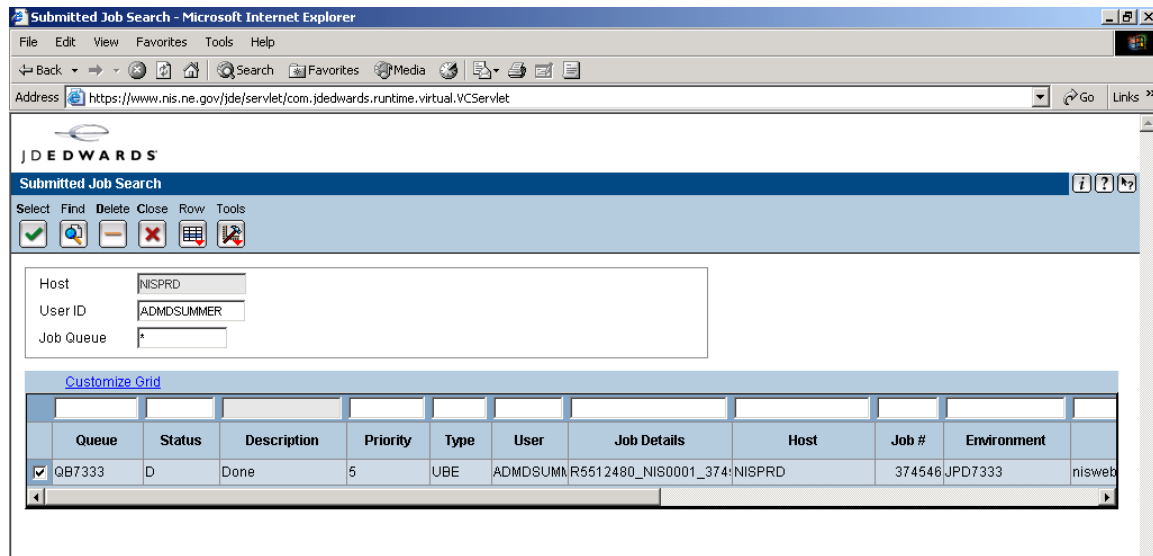 Submitted Job Search - Microsoft Internet Explorer
File Edit View Favorites Tools Help
Back Search Favorites Media
Address https://www.nis.ne.gov/jde/servlet/com.jdedwards.runtime.virtual.VCServlet Go Links »
JDEDWARDS
Submitted Job Search i ? ?
Select Find Delete Close Row Tools
Host NISPRD
User ID ADMDSUMMER
Job Queue *
Customize Grid
Queue Status Description Priority Type User Job Details Host Job # Environment
QB7333 D Done 5 UBE ADMDSUMM R5512480_NIS0001_374 NISPRD 374546 JPD7333 nisweb